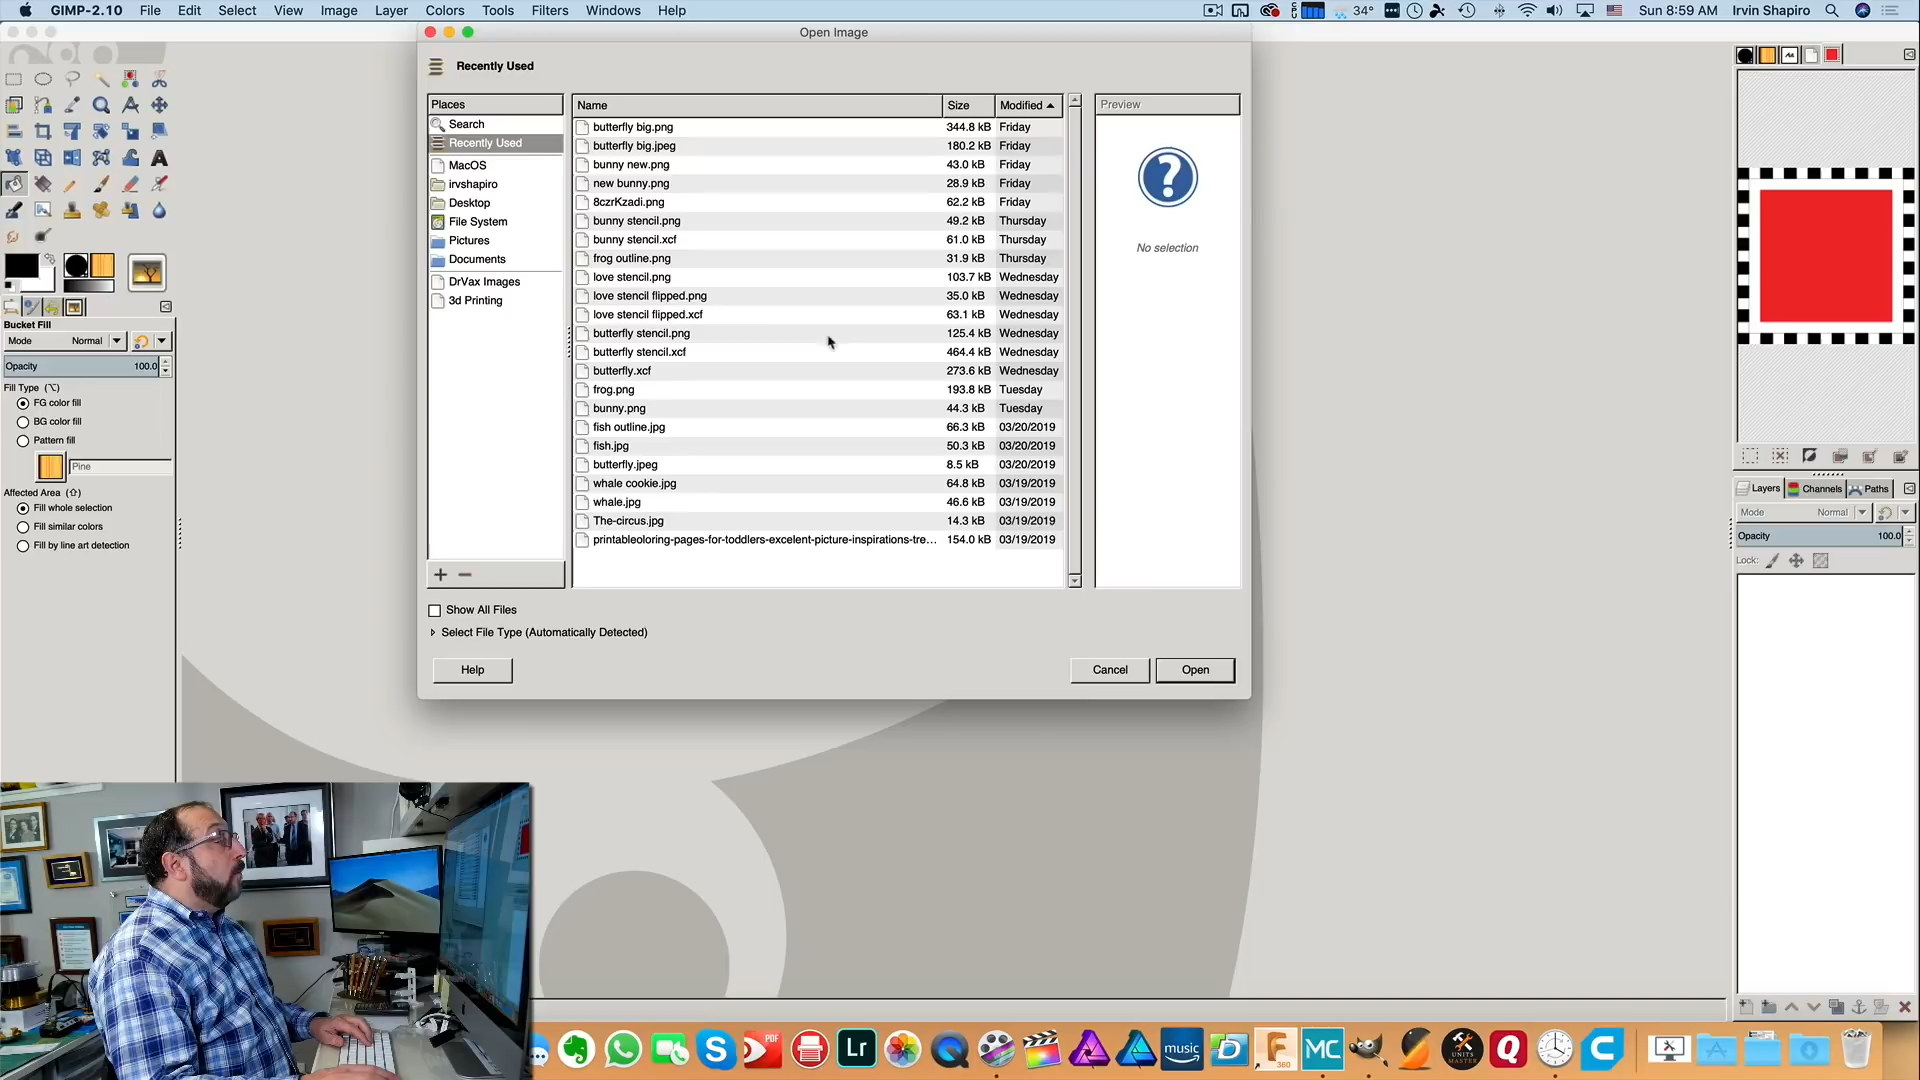 GIMP-2.10 File Edit Select View Image Layer Colors Tools Filters Windows Help 34° Sun 8:59 AM Irvin Shapiro
Open Image
Recently Used
Places
Search
Recently Used
MacOS
irvshapiro
Desktop
File System
Pictures
Documents
DrVax Images
3d Printing
Name Size Modified
butterfly big.png 344.8 kB Friday
butterfly big.jpeg 180.2 kB Friday
bunny new.png 43.0 kB Friday
new bunny.png 28.9 kB Friday
8czrKzadi.png 62.2 kB Friday
bunny stencil.png 49.2 kB Thursday
bunny stencil.xcf 61.0 kB Thursday
frog outline.png 31.9 kB Thursday
love stencil.png 103.7 kB Wednesday
love stencil flipped.png 35.0 kB Wednesday
love stencil flipped.xcf 63.1 kB Wednesday
butterfly stencil.png 125.4 kB Wednesday
butterfly stencil.xcf 464.4 kB Wednesday
butterfly.xcf 273.6 kB Wednesday
frog.png 193.8 kB Tuesday
bunny.png 44.3 kB Tuesday
fish outline.jpg 66.3 kB 03/20/2019
fish.jpg 50.3 kB 03/20/2019
butterfly.jpeg 8.5 kB 03/20/2019
whale cookie.jpg 64.8 kB 03/19/2019
whale.jpg 46.6 kB 03/19/2019
The-circus.jpg 14.3 kB 03/19/2019
printableoloring-pages-for-toddlers-excelent-picture-inspirations-tre... 154.0 kB 03/19/2019
Preview
No selection
Show All Files
Select File Type (Automatically Detected)
Help Cancel Open
Bucket Fill
Mode Normal
Opacity 100.0
Fill Type (⌥)
FG color fill
BG color fill
Pattern fill
Pine
Affected Area (⇧)
Fill whole selection
Fill similar colors
Fill by line art detection
Layers Channels Paths
Mode Normal
Opacity 100.0
Lock:
PDF Lr music D F 360 MC UNITS MASTER Q